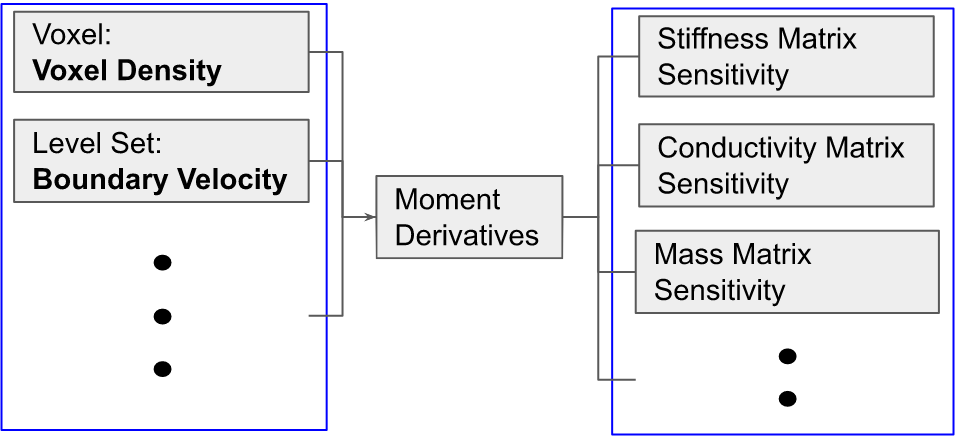 Voxel:
Voxel Density
Level Set:
Boundary Velocity
Moment
Derivatives
Stiffness Matrix
Sensitivity
Conductivity Matrix
Sensitivity
Mass Matrix
Sensitivity